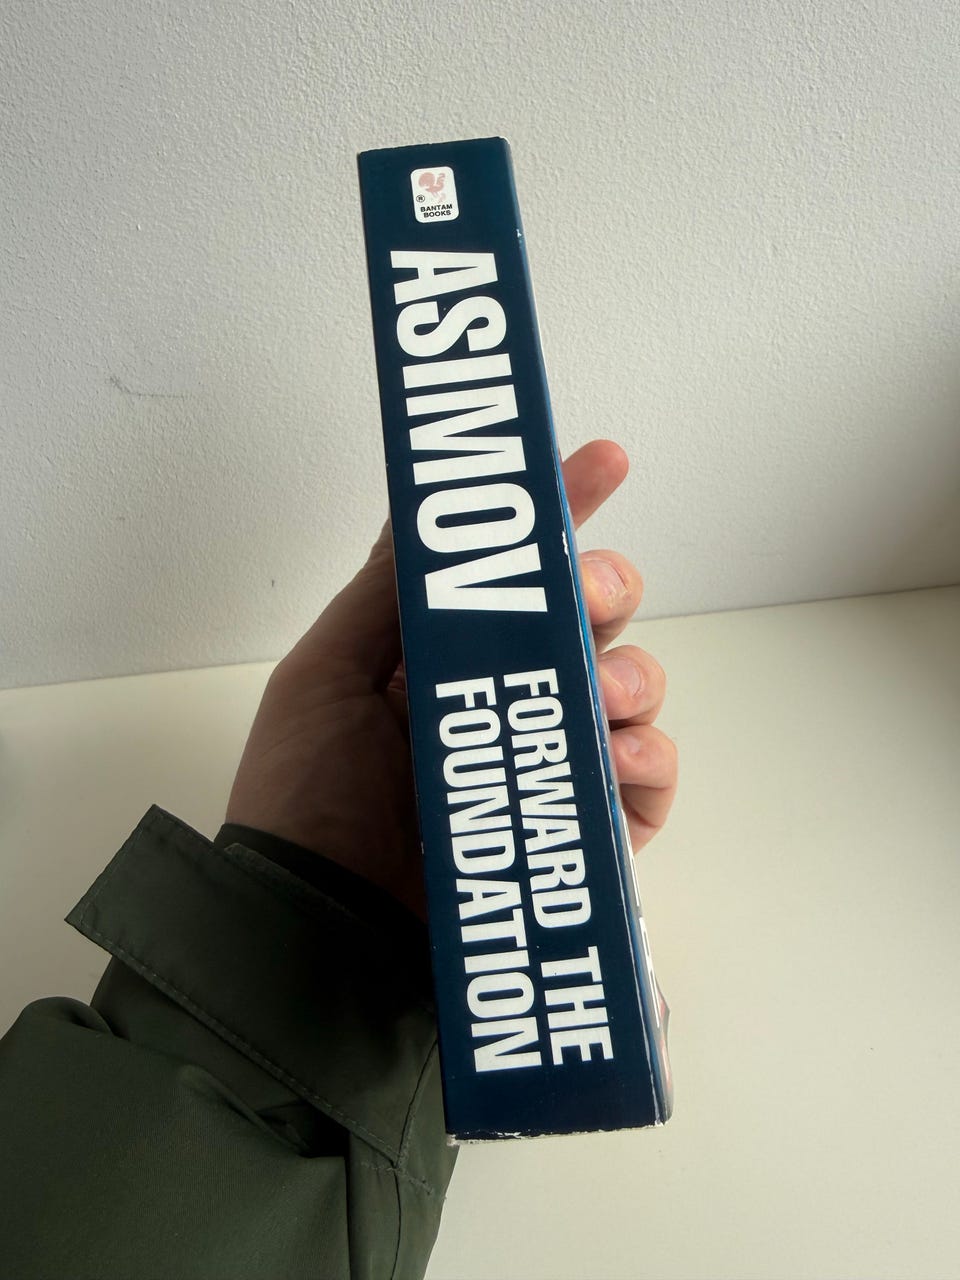 ®
BANTAM
BOOKS
ASIMOV
FORWARD THE
FOUNDATION